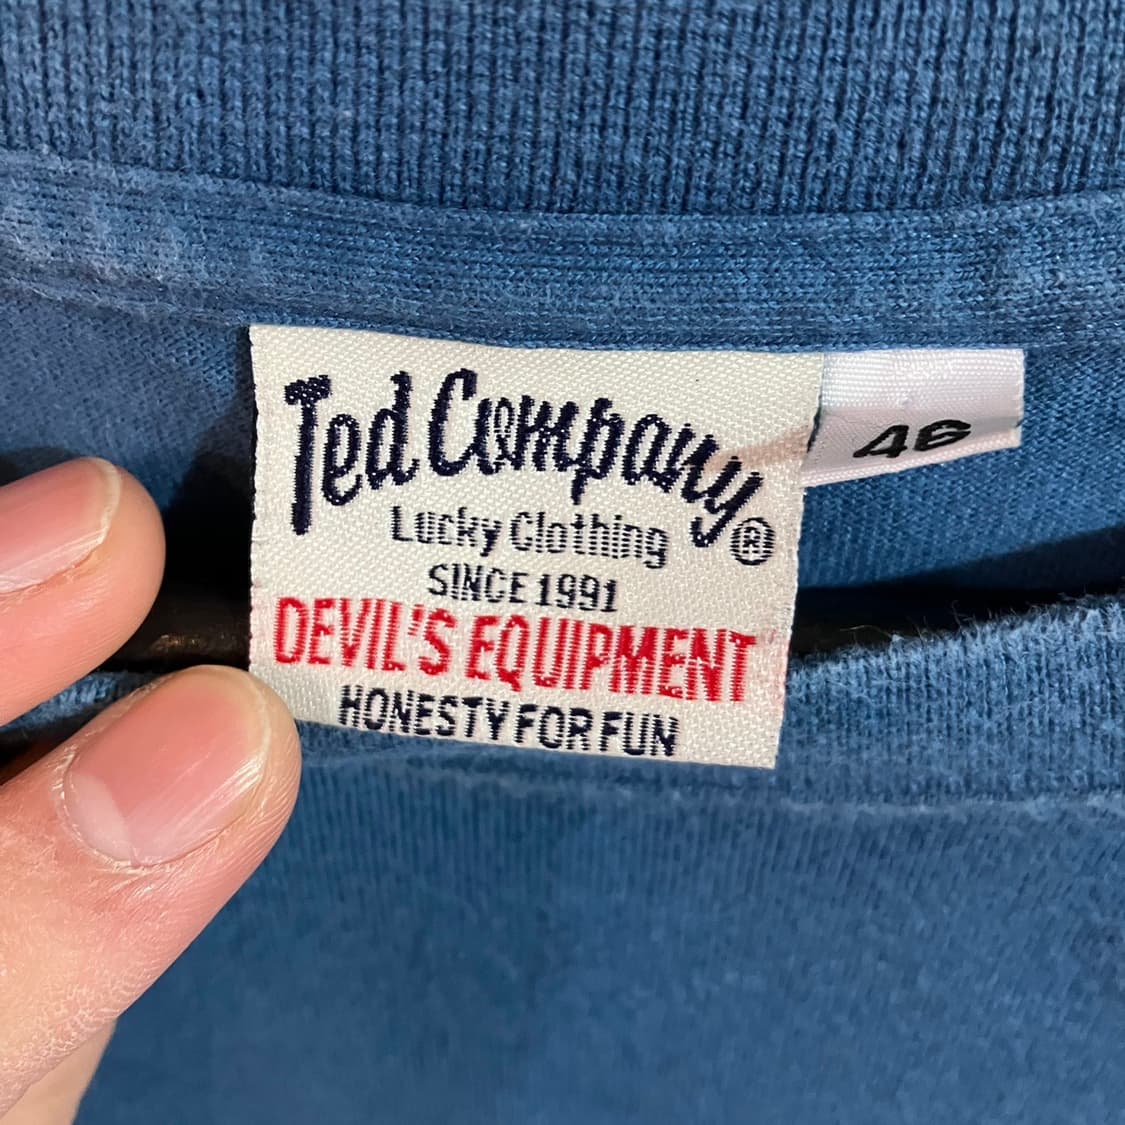 Ted Company®
Lucky Clothing
SINCE 1991
DEVIL'S EQUIPMENT
HONESTY FOR FUN
46